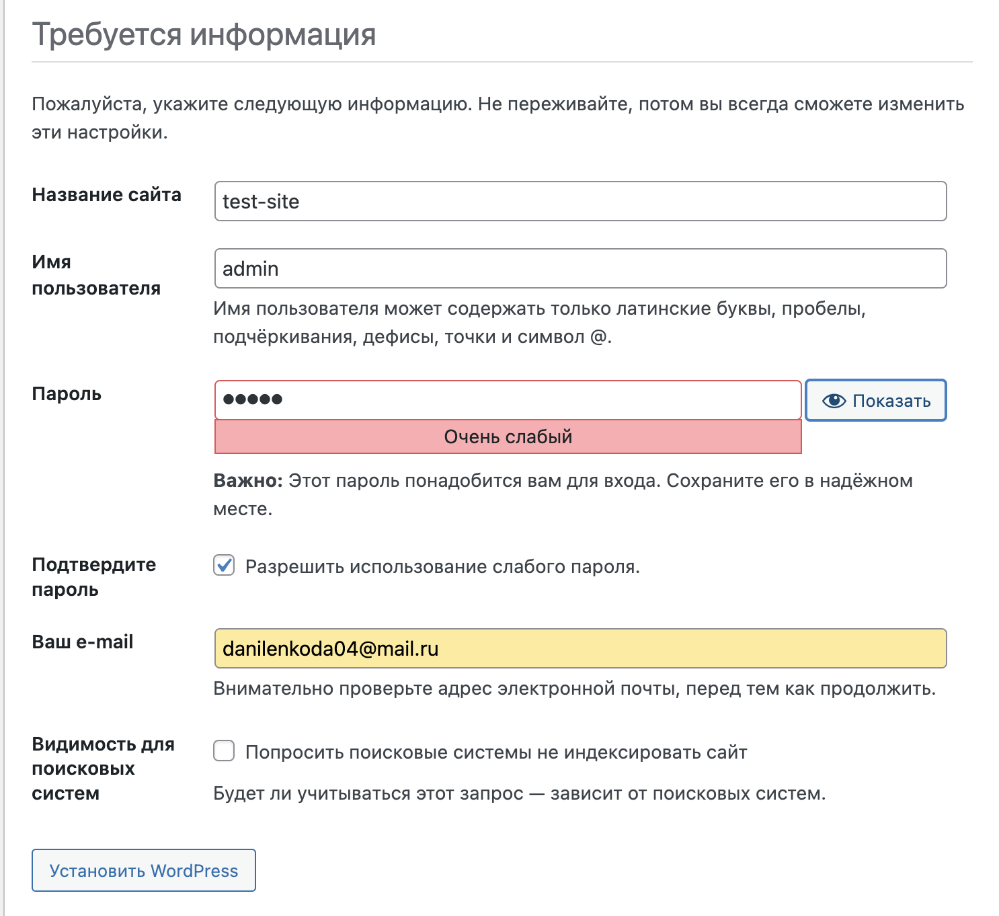 Требуется информация
Пожалуйста, укажите следующую информацию. Не переживайте, потом вы всегда сможете изменить
эти настройки.
Название сайта
test-site
Имя
пользователя
admin
Имя пользователя может содержать только латинские буквы, пробелы,
подчёркивания, дефисы, точки и символ @.
Пароль
●●●●●
Показать
Очень слабый
Важно: Этот пароль понадобится вам для входа. Сохраните его в надёжном
месте.
Подтвердите
пароль
Разрешить использование слабого пароля.
Ваш e-mail
danilenkoda04@mail.ru
Внимательно проверьте адрес электронной почты, перед тем как продолжить.
Видимость для
поисковых
систем
Попросить поисковые системы не индексировать сайт
Будет ли учитываться этот запрос — зависит от поисковых систем.
Установить WordPress